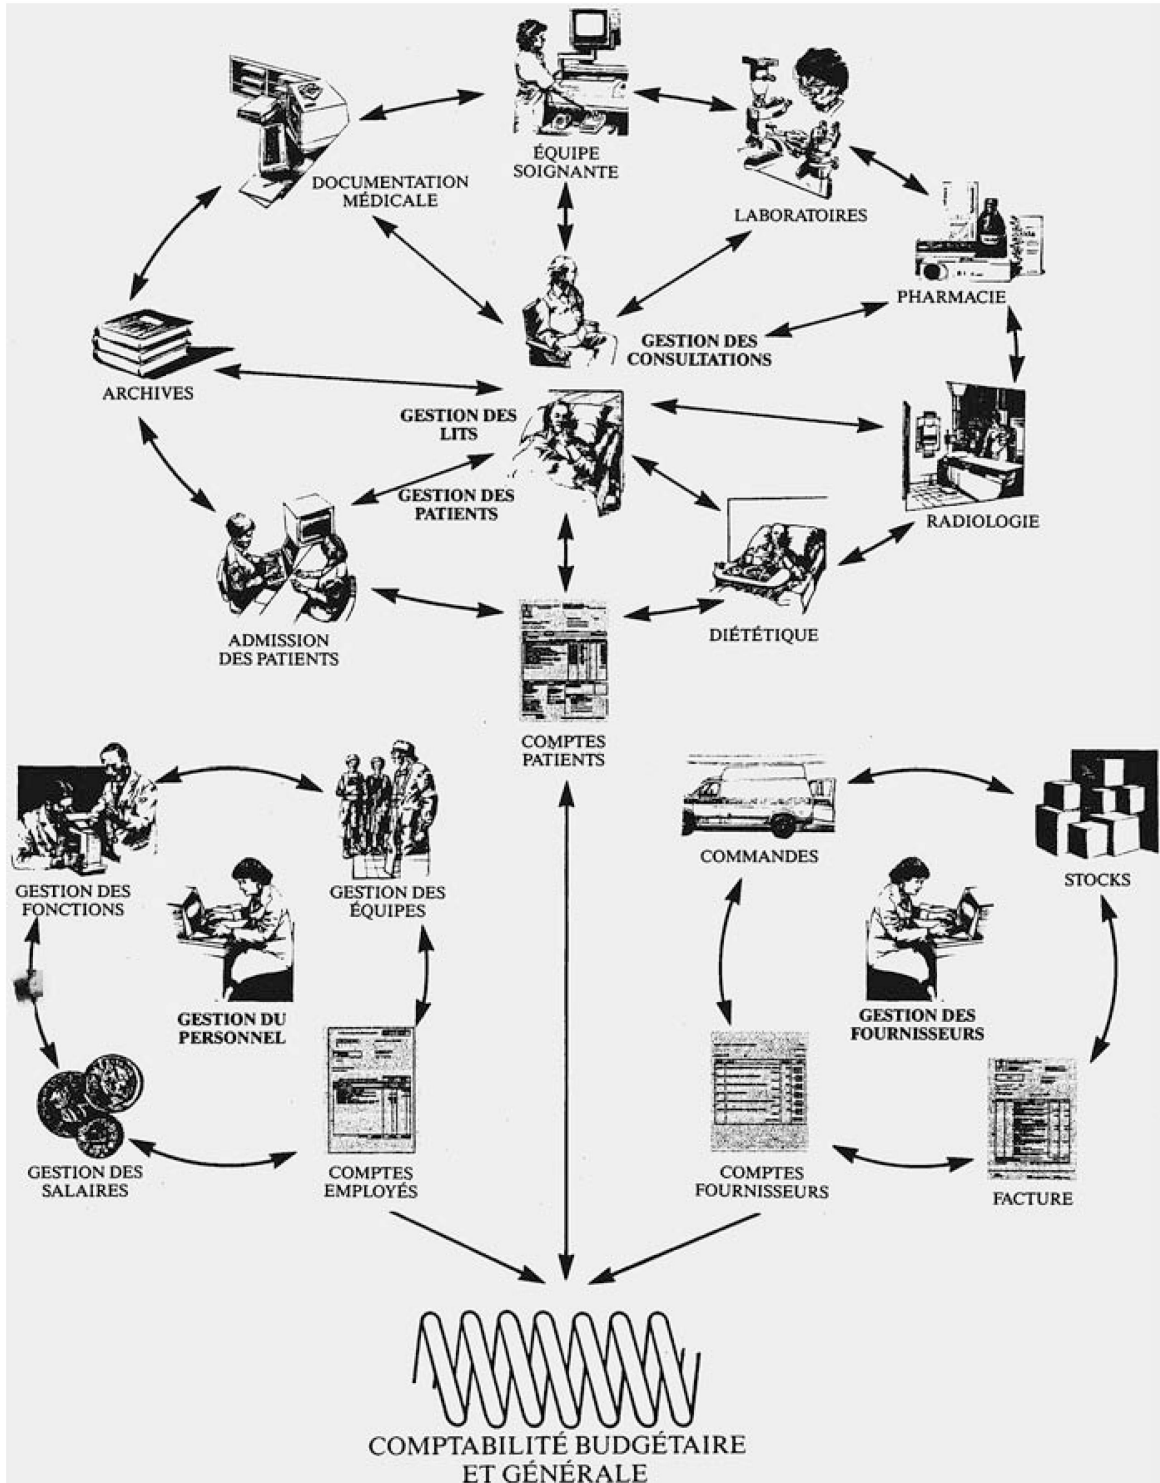 ÉQUIPE
SOIGNANTE
DOCUMENTATION
MÉDICALE
LABORATOIRES
PHARMACIE
GESTION DES
CONSULTATIONS
ARCHIVES
GESTION DES
LITS
GESTION DES
PATIENTS
RADIOLOGIE
ADMISSION
DES PATIENTS
DIÉTÉTIQUE
COMPTES
PATIENTS
GESTION DES
FONCTIONS
GESTION DES
ÉQUIPES
COMMANDES
STOCKS
GESTION DU
PERSONNEL
GESTION DES
FOURNISSEURS
GESTION DES
SALAIRES
COMPTES
EMPLOYÉS
COMPTES
FOURNISSEURS
FACTURE
COMPTABILITÉ BUDGÉTAIRE
ET GÉNÉRALE